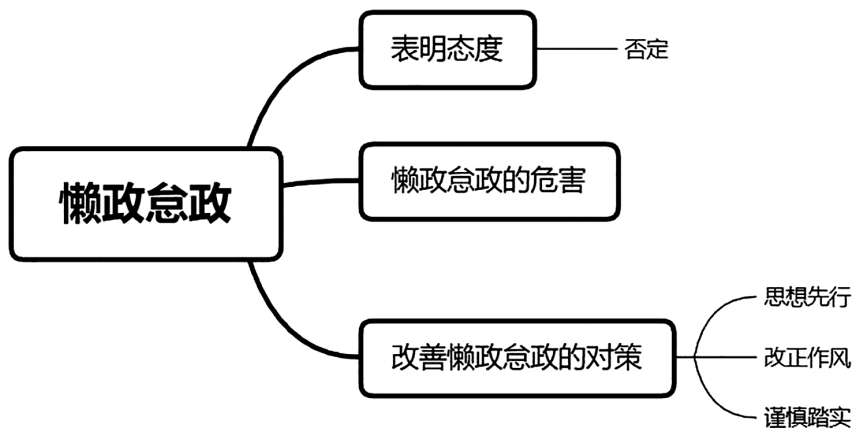 懒政怠政
表明态度
否定
懒政怠政的危害
改善懒政怠政的对策
思想先行
改正作风
谨慎踏实